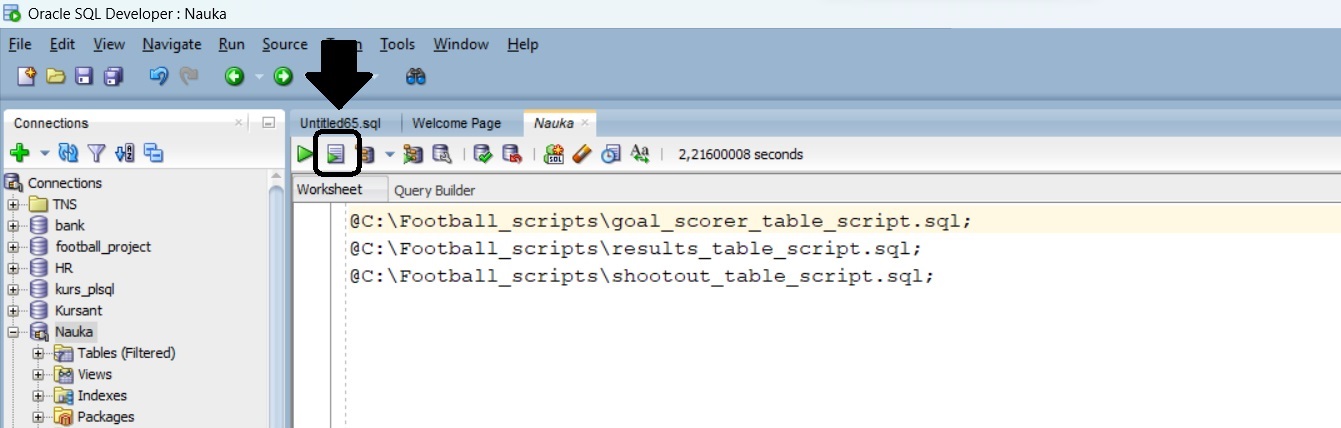 Oracle SQL Developer : Nauka
File Edit View Navigate Run Source Tools Window Help
Connections
Untitled65.sql Welcome Page Nauka
SQL Aa 2,21600008 seconds
Connections
Worksheet Query Builder
TNS
bank
football_project
HR
kurs_plsql
Kursant
Nauka
Tables (Filtered)
Views
Indexes
Packages
@C:\Football_scripts\goal_scorer_table_script.sql;
@C:\Football_scripts\results_table_script.sql;
@C:\Football_scripts\shootout_table_script.sql;